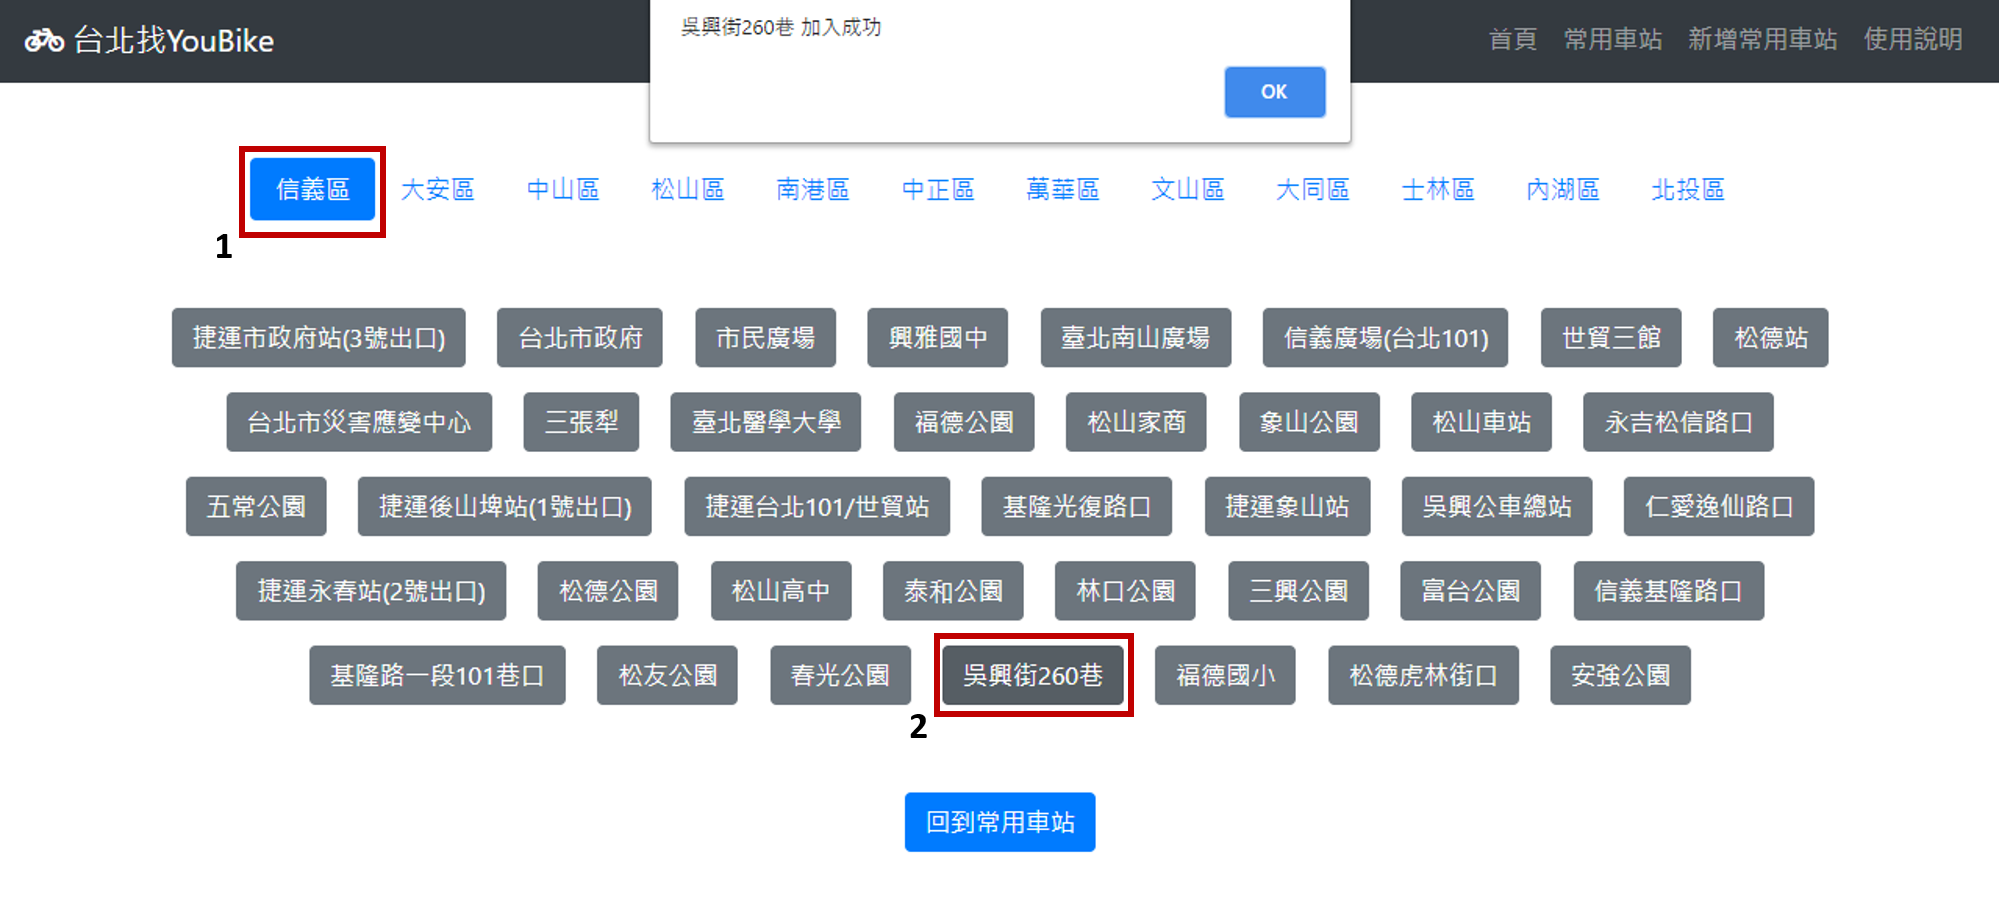 台北找YouBike
吳興街260巷 加入成功
OK
首頁 常用車站 新增常用車站 使用說明
信義區 大安區 中山區 松山區 南港區 中正區 萬華區 文山區 大同區 士林區 內湖區 北投區
1
捷運市政府站(3號出口) 台北市政府 市民廣場 興雅國中 臺北南山廣場 信義廣場(台北101) 世貿三館 松德站
台北市災害應變中心 三張犁 臺北醫學大學 福德公園 松山家商 象山公園 松山車站 永吉松信路口
五常公園 捷運後山埤站(1號出口) 捷運台北101/世貿站 基隆光復路口 捷運象山站 吳興公車總站 仁愛逸仙路口
捷運永春站(2號出口) 松德公園 松山高中 泰和公園 林口公園 三興公園 富台公園 信義基隆路口
基隆路一段101巷口 松友公園 春光公園 吳興街260巷 福德國小 松德虎林街口 安強公園
2
回到常用車站